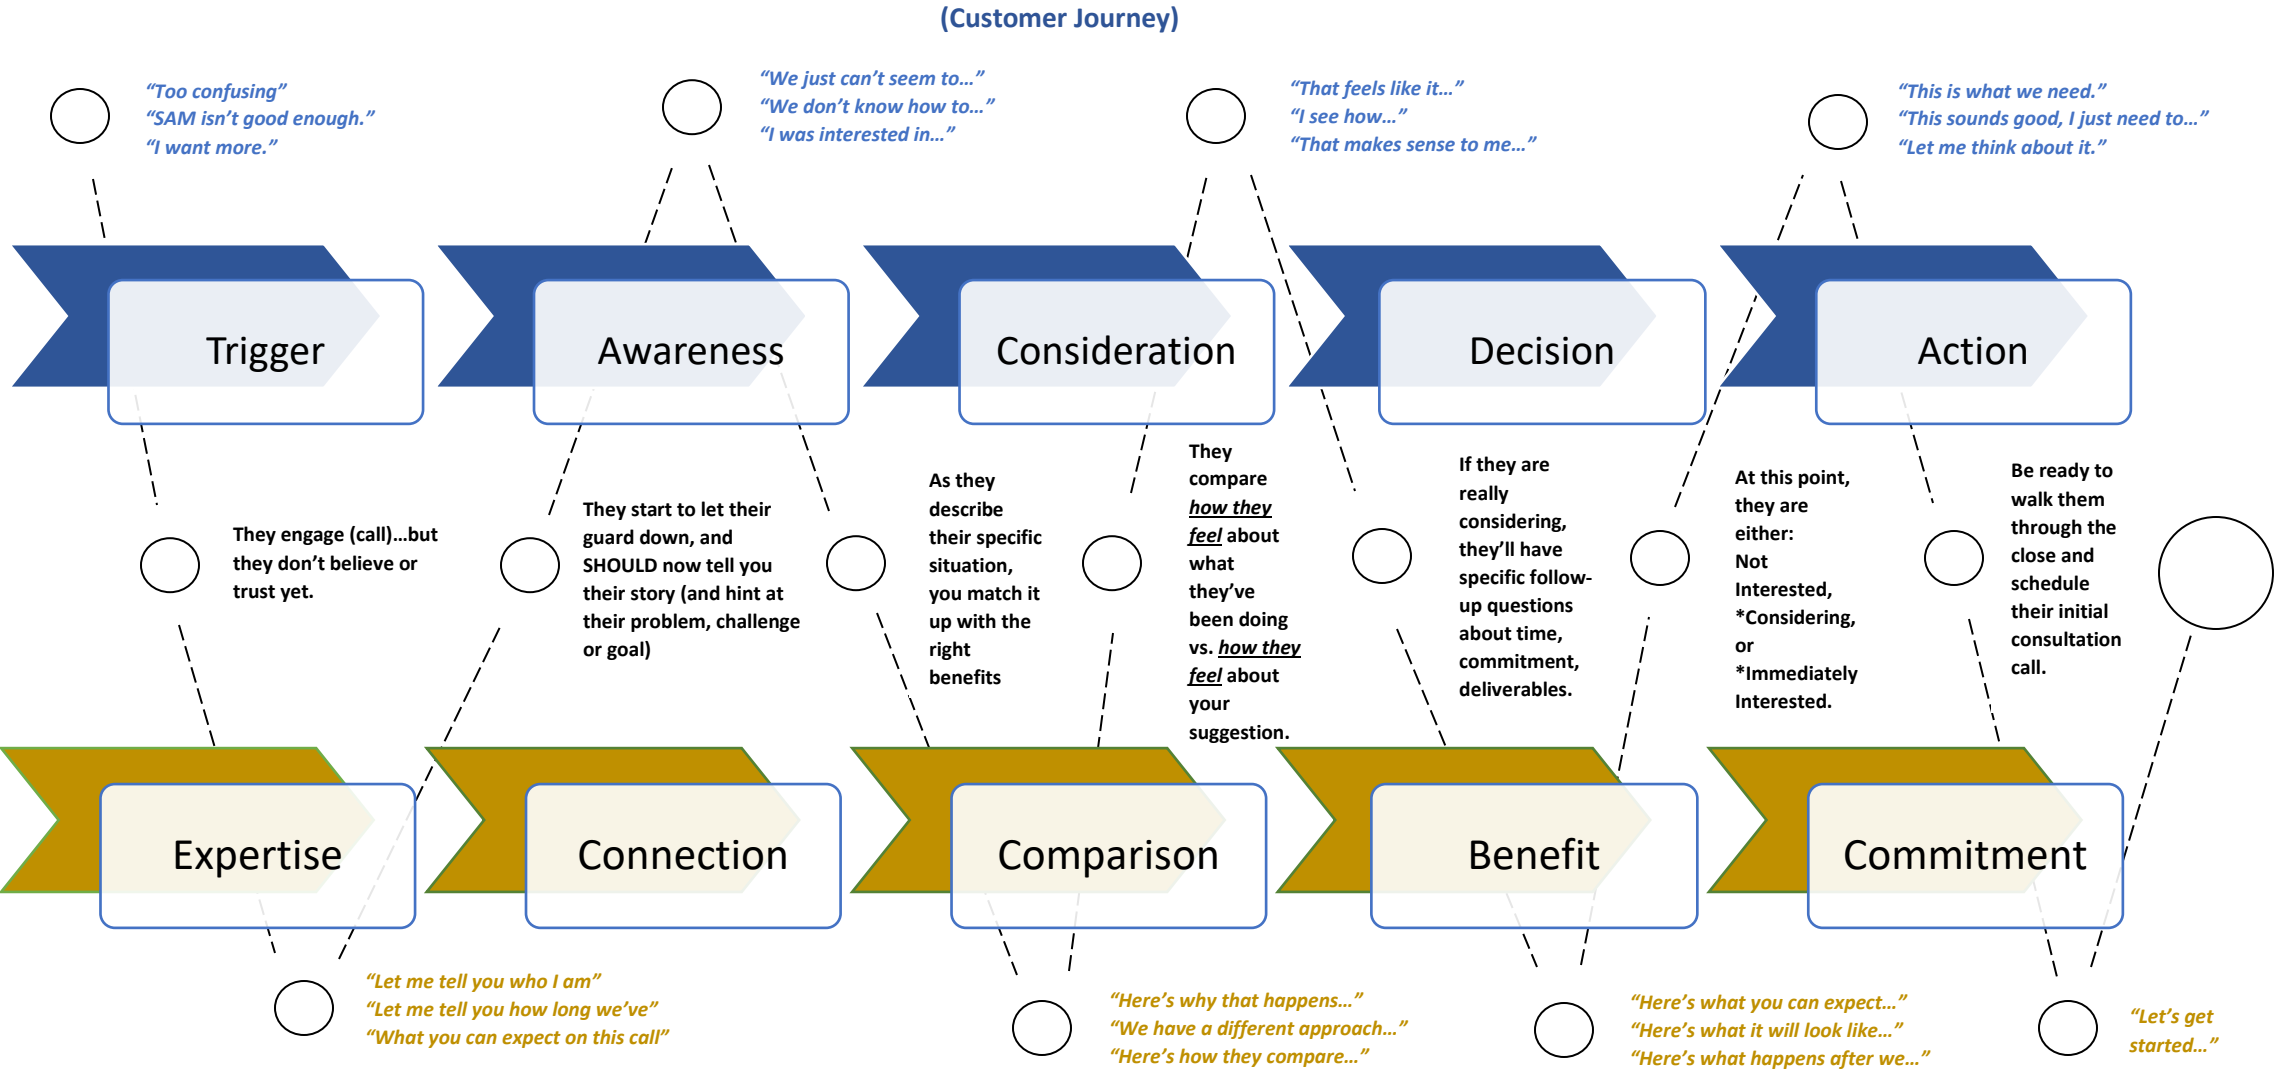 (Customer Journey)
“Too confusing”
“SAM isn’t good enough.”
“I want more.”
“We just can’t seem to…”
“We don’t know how to…”
“I was interested in…”
“That feels like it…”
“I see how…”
“That makes sense to me…”
“This is what we need.”
“This sounds good, I just need to…”
“Let me think about it.”
Trigger
Awareness
Consideration
Decision
Action
They engage (call)…but
they don’t believe or
trust yet.
They start to let their
guard down, and
SHOULD now tell you
their story (and hint at
their problem, challenge
or goal)
As they
describe
their specific
situation,
you match it
up with the
right
benefits
They
compare
how they
feel about
what
they’ve
been doing
vs. how they
feel about
your
suggestion.
If they are
really
considering,
they’ll have
specific follow-
up questions
about time,
commitment,
deliverables.
At this point,
they are
either:
Not
Interested,
*Considering,
or
*Immediately
Interested.
Be ready to
walk them
through the
close and
schedule
their initial
consultation
call.
Expertise
Connection
Comparison
Benefit
Commitment
“Let me tell you who I am”
“Let me tell you how long we’ve”
“What you can expect on this call”
“Here’s why that happens…”
“We have a different approach…”
“Here’s how they compare…”
“Here’s what you can expect…”
“Here’s what it will look like…”
“Here’s what happens after we…”
“Let’s get
started…”